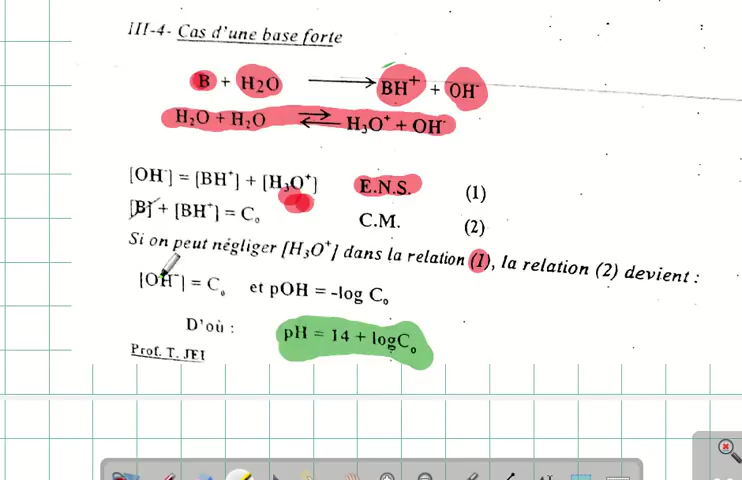 III-4- Cas d'une base forte
B + H2O ⟶ BH+ + OH-
H₂O + H₂O ⇌ H₃O⁺ + OH-
[OH-] = [BH⁺] + [H₃O⁺] E.N.S. (1)
[B] + [BH⁺] = C₀ C.M. (2)
Si on peut négliger [H₃O⁺] dans la relation (1), la relation (2) devient :
[OH-] = C₀ et pOH = -log C₀
D'où : pH = 14 + logC₀
Prof. T. JEI